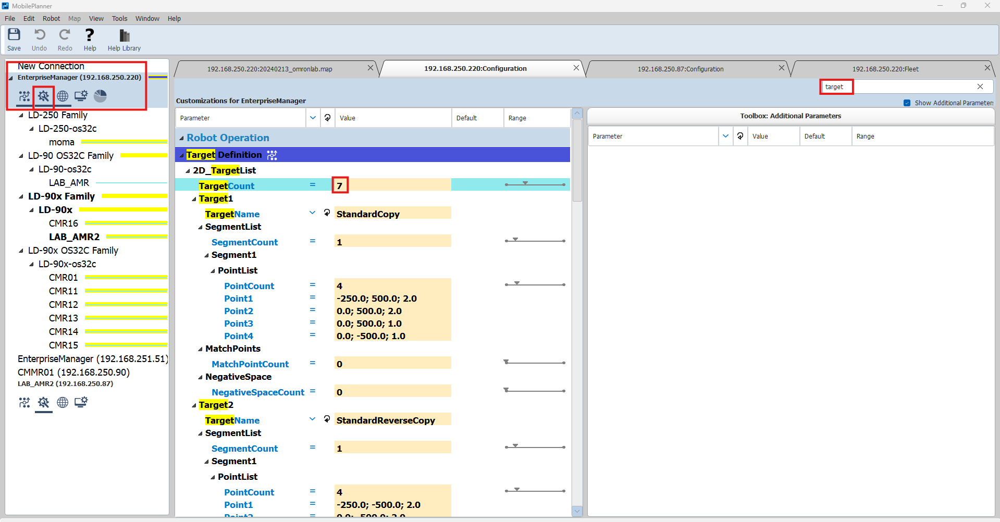 MobilePlanner
File Edit Robot Map View Tools Window Help
Save Undo Redo Help Help Library
New Connection
EnterpriseManager (192.168.250.220)
LD-250 Family
LD-250-os32c
moma
LD-90 OS32C Family
LD-90-os32c
LAB_AMR
LD-90x Family
LD-90x
CMR16
LAB_AMR2
LD-90x OS32C Family
LD-90x-os32c
CMR01
CMR11
CMR12
CMR13
CMR14
CMR15
EnterpriseManager (192.168.251.51)
CMMR01 (192.168.250.90)
LAB_AMR2 (192.168.250.87)
192.168.250.220:20240213_omronlab.map
192.168.250.220:Configuration
192.168.250.87:Configuration
192.168.250.220:Fleet
target
Customizations for EnterpriseManager
Show Additional Parameters
Parameter Value Default Range
Robot Operation
Target Definition
2D_TargetList
TargetCount = 7
Target1
TargetName StandardCopy
SegmentList
SegmentCount = 1
Segment1
PointList
PointCount = 4
Point1 = -250.0; 500.0; 2.0
Point2 = 0.0; 500.0; 2.0
Point3 = 0.0; 500.0; 1.0
Point4 = 0.0; -500.0; 1.0
MatchPoints
MatchPointCount = 0
NegativeSpace
NegativeSpaceCount = 0
Target2
TargetName StandardReverseCopy
SegmentList
SegmentCount = 1
Segment1
PointList
PointCount = 4
Point1 = -250.0; -500.0; 2.0
Point2 = 0.0; -500.0; 2.0
Toolbox: Additional Parameters
Parameter Value Default Range